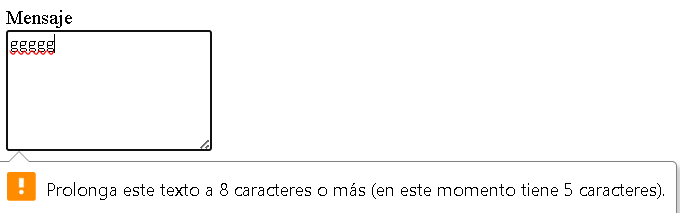 Mensaje
ggggg
Prolonga este texto a 8 caracteres o más (en este momento tiene 5 caracteres).